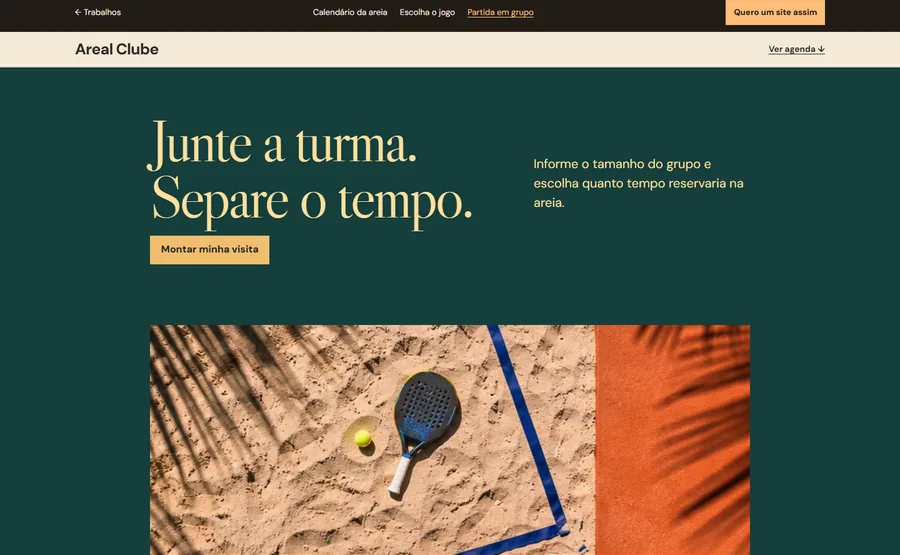 ← Trabalhos
Calendário da areia
Escolha o jogo
Partida em grupo
Quero um site assim
Areal Clube
Ver agenda ↓
Junte a turma.
Separe o tempo.
Informe o tamanho do grupo e
escolha quanto tempo reservaria na
areia.
Montar minha visita